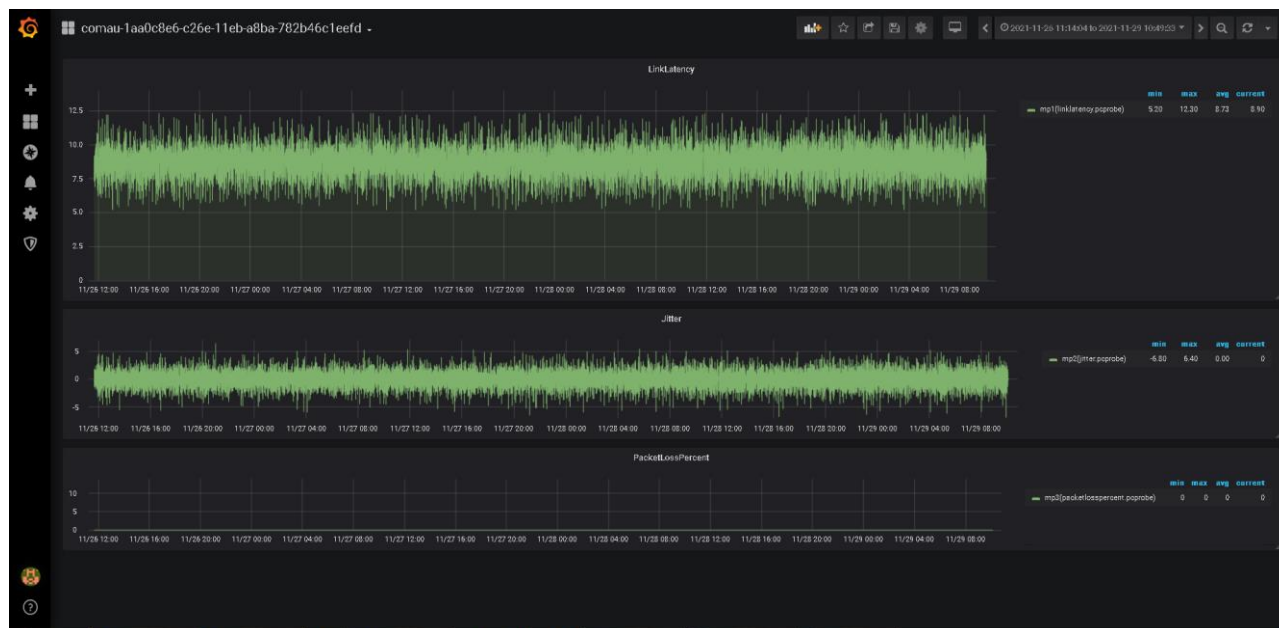 comau-1aa0c8e6-c26e-11eb-a8ba-782b46c1eefd
2021-11-26 11:14:04 to 2021-11-29 10:49:33
LinkLatency
min max avg current
mp1(linklatency.pcprobe) 5.20 12.30 8.73 8.90
12.5
10.0
7.5
5.0
2.5
0
11/26 12:00 11/26 16:00 11/26 20:00 11/27 00:00 11/27 04:00 11/27 08:00 11/27 12:00 11/27 16:00 11/27 20:00 11/28 00:00 11/28 04:00 11/28 08:00 11/28 12:00 11/28 16:00 11/28 20:00 11/29 00:00 11/29 04:00 11/29 08:00
Jitter
min max avg current
mp2(jitter.pcprobe) -6.80 6.40 0.00 0
5
0
-5
11/26 12:00 11/26 16:00 11/26 20:00 11/27 00:00 11/27 04:00 11/27 08:00 11/27 12:00 11/27 16:00 11/27 20:00 11/28 00:00 11/28 04:00 11/28 08:00 11/28 12:00 11/28 16:00 11/28 20:00 11/29 00:00 11/29 04:00 11/29 08:00
PacketLossPercent
min max avg current
mp3(packetlosspercent.pcprobe) 0 0 0 0
10
5
0
11/26 12:00 11/26 16:00 11/26 20:00 11/27 00:00 11/27 04:00 11/27 08:00 11/27 12:00 11/27 16:00 11/27 20:00 11/28 00:00 11/28 04:00 11/28 08:00 11/28 12:00 11/28 16:00 11/28 20:00 11/29 00:00 11/29 04:00 11/29 08:00